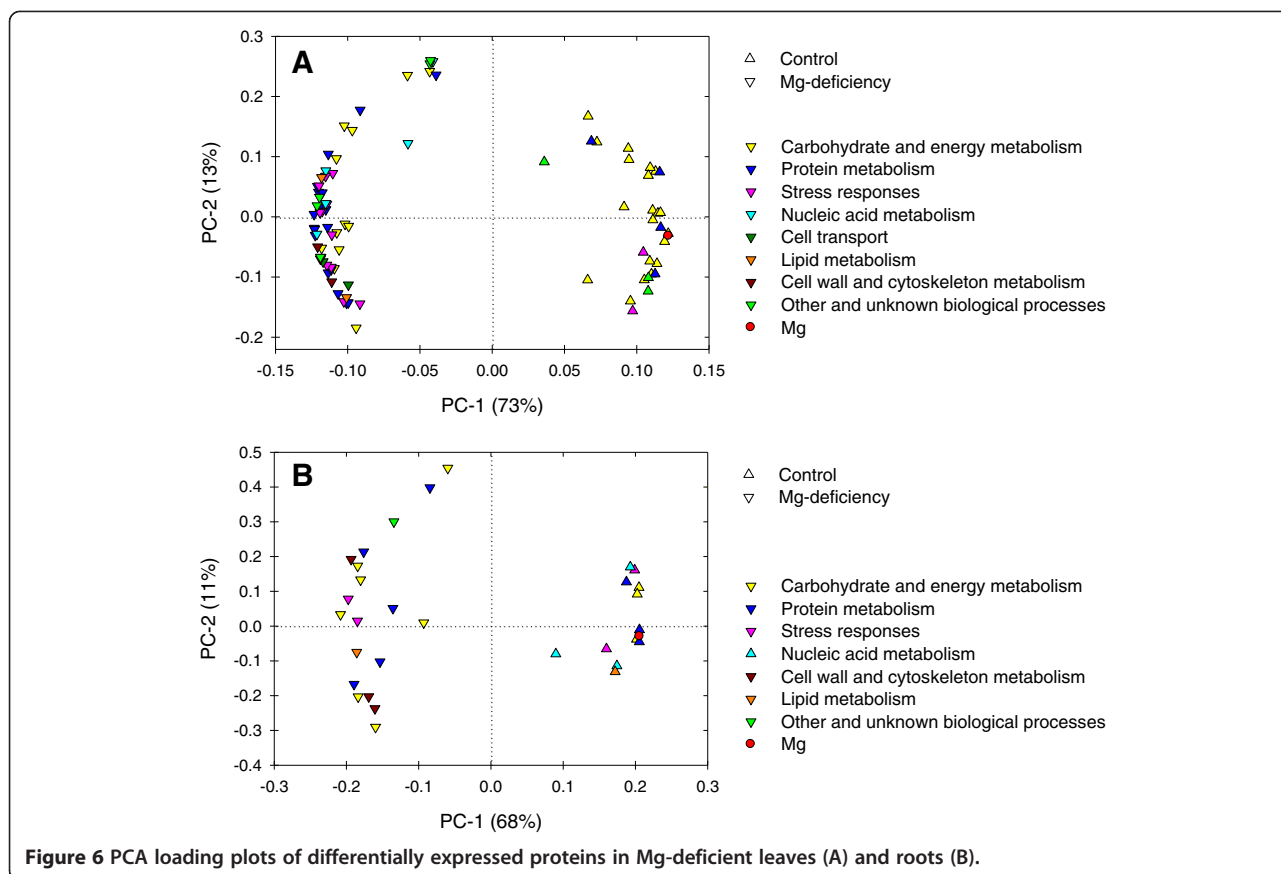 A
0.3
0.2
0.1
0.0
-0.1
-0.2
PC-2 (13%)
-0.15 -0.10 -0.05 0.00 0.05 0.10 0.15
PC-1 (73%)
Control
Mg-deficiency
Carbohydrate and energy metabolism
Protein metabolism
Stress responses
Nucleic acid metabolism
Cell transport
Lipid metabolism
Cell wall and cytoskeleton metabolism
Other and unknown biological processes
Mg
B
0.5
0.4
0.3
0.2
0.1
0.0
-0.1
-0.2
-0.3
-0.4
PC-2 (11%)
-0.3 -0.2 -0.1 0.0 0.1 0.2 0.3
PC-1 (68%)
Control
Mg-deficiency
Carbohydrate and energy metabolism
Protein metabolism
Stress responses
Nucleic acid metabolism
Cell wall and cytoskeleton metabolism
Lipid metabolism
Other and unknown biological processes
Mg
Figure 6 PCA loading plots of differentially expressed proteins in Mg-deficient leaves (A) and roots (B).